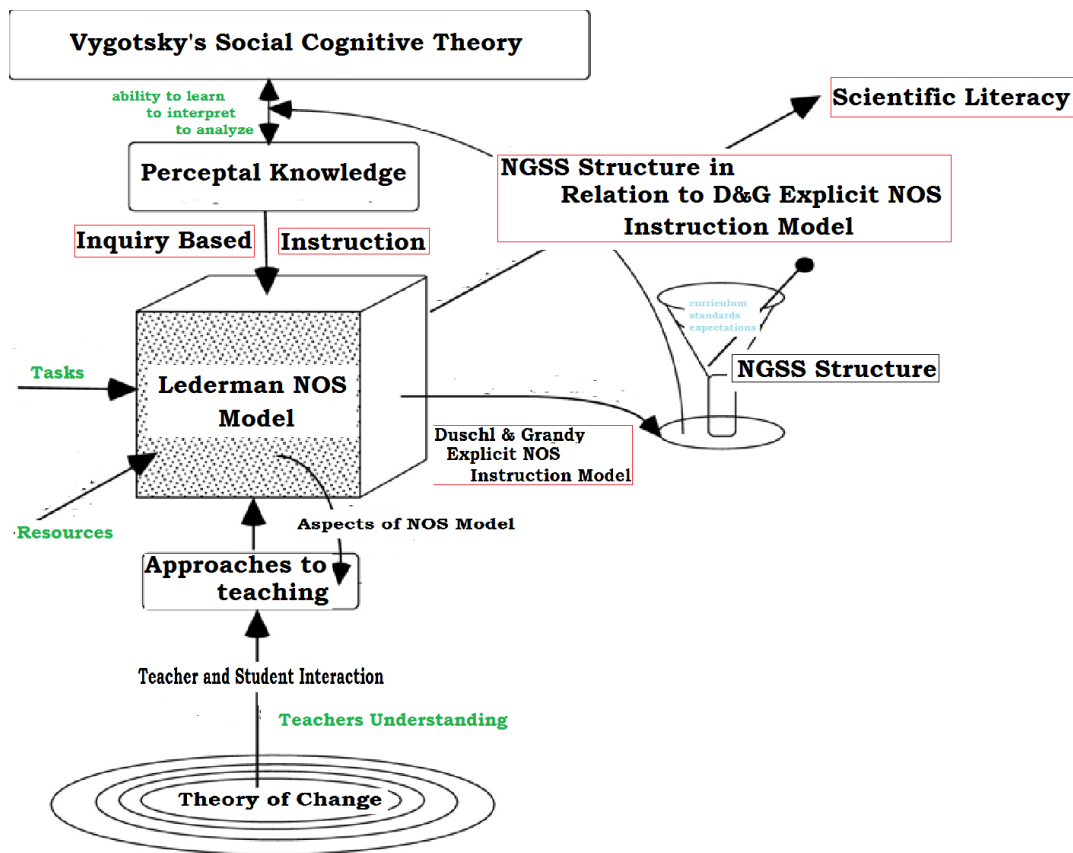 Vygotsky's Social Cognitive Theory
ability to learn
to interpret
to analyze
Scientific Literacy
Perceptal Knowledge
NGSS Structure in
Relation to D&G Explicit NOS
Instruction Model
Inquiry Based
Instruction
curriculum
standards
expectations
NGSS Structure
Tasks
Lederman NOS
Model
Duschl & Grandy
Explicit NOS
Instruction Model
Resources
Aspects of NOS Model
Approaches to
teaching
Teacher and Student Interaction
Teachers Understanding
Theory of Change